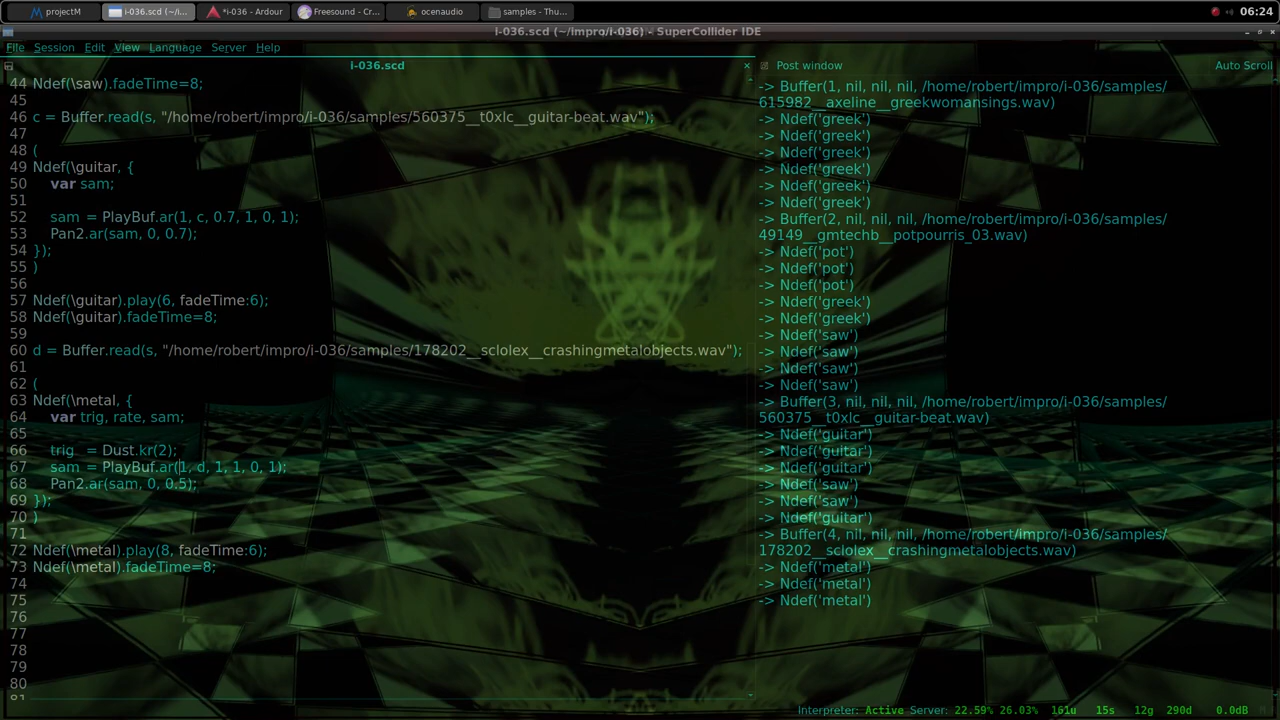 projectM
i-036.scd (~/i...
*i-036 - Ardour
Freesound - Cr...
ocenaudio
samples - Thu...
06:24
i-036.scd (~/impro/i-036) - SuperCollider IDE
File Session Edit View Language Server Help
i-036.scd
44 Ndef(\saw).fadeTime=8;
45
46 c = Buffer.read(s, "/home/robert/impro/i-036/samples/560375__t0xlc__guitar-beat.wav");
47
48 (
49 Ndef(\guitar, {
50 var sam;
51
52 sam = PlayBuf.ar(1, c, 0.7, 1, 0, 1);
53 Pan2.ar(sam, 0, 0.7);
54 });
55 )
56
57 Ndef(\guitar).play(6, fadeTime:6);
58 Ndef(\guitar).fadeTime=8;
59
60 d = Buffer.read(s, "/home/robert/impro/i-036/samples/178202__sclolex__crashingmetalobjects.wav");
61
62 (
63 Ndef(\metal, {
64 var trig, rate, sam;
65
66 trig = Dust.kr(2);
67 sam = PlayBuf.ar(1, d, 1, 1, 0, 1);
68 Pan2.ar(sam, 0, 0.5);
69 });
70 )
71
72 Ndef(\metal).play(8, fadeTime:6);
73 Ndef(\metal).fadeTime=8;
74
75
76
77
78
79
80
81
Post window
Auto Scroll
-> Buffer(1, nil, nil, nil, /home/robert/impro/i-036/samples/
615982__axeline__greekwomansings.wav)
-> Ndef('greek')
-> Ndef('greek')
-> Ndef('greek')
-> Ndef('greek')
-> Ndef('greek')
-> Ndef('greek')
-> Buffer(2, nil, nil, nil, /home/robert/impro/i-036/samples/
49149__gmtechb__potpourris_03.wav)
-> Ndef('pot')
-> Ndef('pot')
-> Ndef('pot')
-> Ndef('greek')
-> Ndef('greek')
-> Ndef('saw')
-> Ndef('saw')
-> Ndef('saw')
-> Ndef('saw')
-> Buffer(3, nil, nil, nil, /home/robert/impro/i-036/samples/
560375__t0xlc__guitar-beat.wav)
-> Ndef('guitar')
-> Ndef('guitar')
-> Ndef('guitar')
-> Ndef('saw')
-> Ndef('saw')
-> Ndef('guitar')
-> Buffer(4, nil, nil, nil, /home/robert/impro/i-036/samples/
178202__sclolex__crashingmetalobjects.wav)
-> Ndef('metal')
-> Ndef('metal')
-> Ndef('metal')
Interpreter: Active Server: 22.59% 26.03% 161u 15s 12g 290d 0.0dB